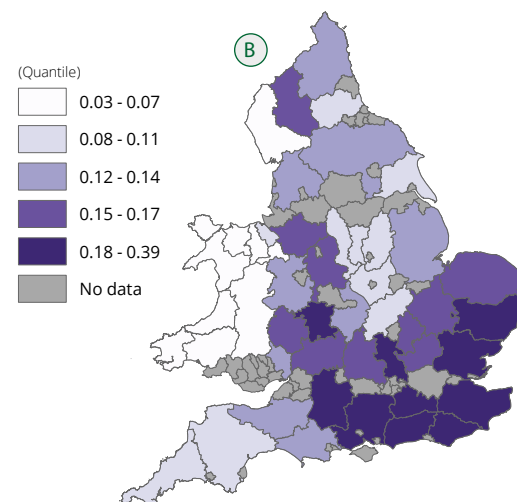 B
(Quantile)
0.03 - 0.07
0.08 - 0.11
0.12 - 0.14
0.15 - 0.17
0.18 - 0.39
No data